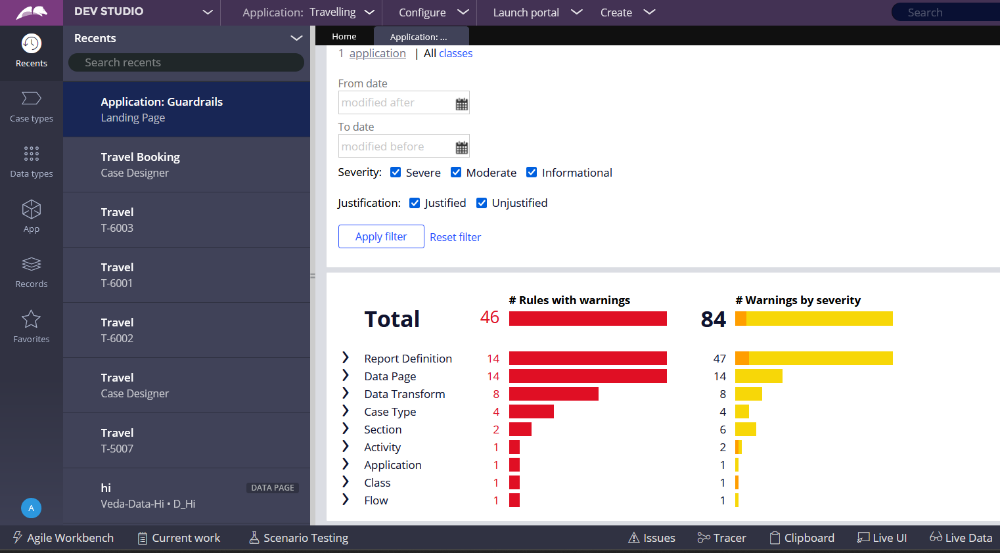 DEV STUDIO
Application: Travelling
Configure
Launch portal
Create
Search
Recents
Case types
Data types
App
Records
Favorites
A
Recents
Search recents
Application: Guardrails
Landing Page
Travel Booking
Case Designer
Travel
T-6003
Travel
T-6001
Travel
T-6002
Travel
Case Designer
Travel
T-5007
hi DATA PAGE
Veda-Data-Hi • D_Hi
Home
Application: ...
1 application | All classes
From date
modified after
To date
modified before
Severity: Severe Moderate Informational
Justification: Justified Unjustified
Apply filter Reset filter
# Rules with warnings # Warnings by severity
Total 46 84
Report Definition 14 47
Data Page 14 14
Data Transform 8 8
Case Type 4 4
Section 2 6
Activity 1 2
Application 1 1
Class 1 1
Flow 1 1
Agile Workbench Current work Scenario Testing Issues Tracer Clipboard Live UI Live Data